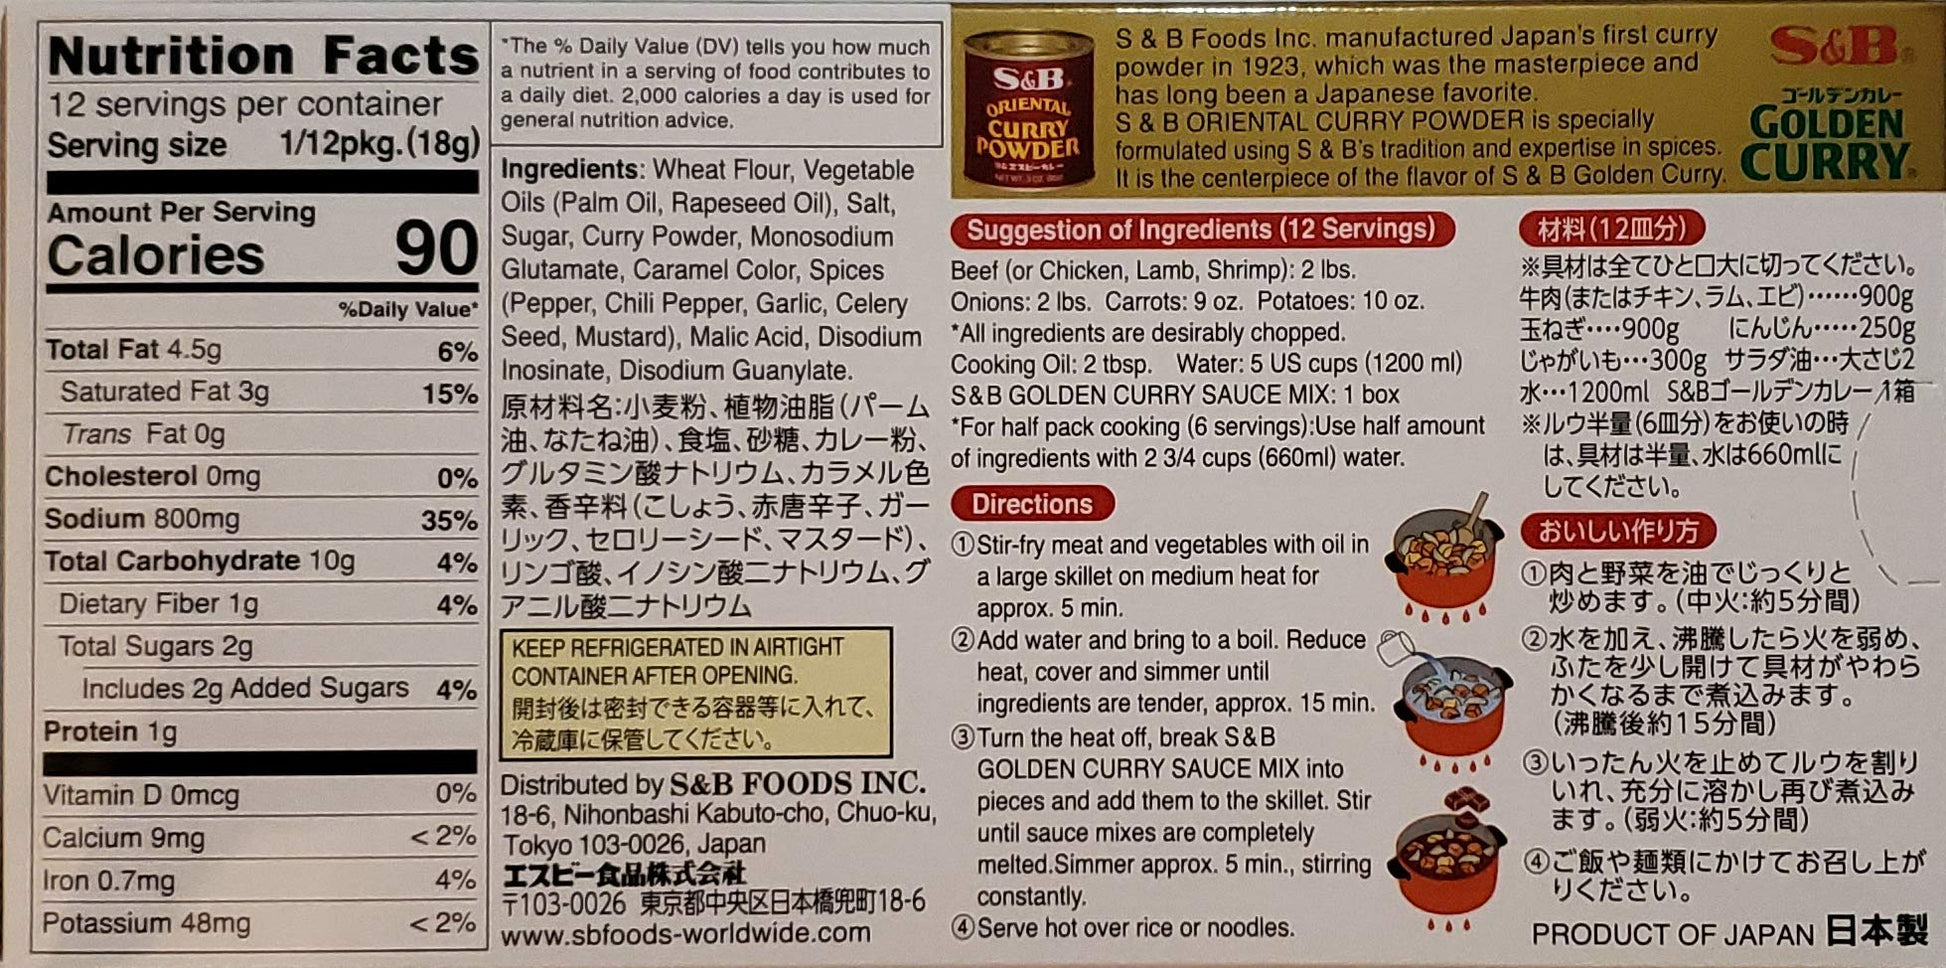 Nutrition Facts
12 servings per container
Serving size 1/12pkg.(18g)
Amount Per Serving
Calories 90
%Daily Value*
Total Fat 4.5g 6%
Saturated Fat 3g 15%
Trans Fat 0g
Cholesterol 0mg 0%
Sodium 800mg 35%
Total Carbohydrate 10g 4%
Dietary Fiber 1g 4%
Total Sugars 2g
Includes 2g Added Sugars 4%
Protein 1g
Vitamin D 0mcg 0%
Calcium 9mg <2%
Iron 0.7mg 4%
Potassium 48mg <2%
*The % Daily Value (DV) tells you how much
a nutrient in a serving of food contributes to
a daily diet. 2,000 calories a day is used for
general nutrition advice.
Ingredients: Wheat Flour, Vegetable
Oils (Palm Oil, Rapeseed Oil), Salt,
Sugar, Curry Powder, Monosodium
Glutamate, Caramel Color, Spices
(Pepper, Chili Pepper, Garlic, Celery
Seed, Mustard), Malic Acid, Disodium
Inosinate, Disodium Guanylate.
原材料名:小麦粉、植物油脂(パーム
油、なたね油)、食塩、砂糖、カレー粉、
グルタミン酸ナトリウム、カラメル色
素、香辛料(こしょう、赤唐辛子、ガー
リック、セロリーシード、マスタード)、
リンゴ酸、イノシン酸二ナトリウム、グ
アニル酸二ナトリウム
KEEP REFRIGERATED IN AIRTIGHT
CONTAINER AFTER OPENING.
開封後は密封できる容器等に入れて、
冷蔵庫に保管してください。
Distributed by S&B FOODS INC.
18-6, Nihonbashi Kabuto-cho, Chuo-ku,
Tokyo 103-0026, Japan
エスビー食品株式会社
〒103-0026 東京都中央区日本橋兜町18-6
www.sbfoods-worldwide.com
S&B
ORIENTAL
CURRY
POWDER
S & B Foods Inc. manufactured Japan's first curry
powder in 1923, which was the masterpiece and
has long been a Japanese favorite.
S & B ORIENTAL CURRY POWDER is specially
formulated using S & B's tradition and expertise in spices.
It is the centerpiece of the flavor of S & B Golden Curry.
S&B®
ゴールデンカレー
GOLDEN
CURRY®
Suggestion of Ingredients (12 Servings)
Beef (or Chicken, Lamb, Shrimp): 2 lbs.
Onions: 2 lbs. Carrots: 9 oz. Potatoes: 10 oz.
*All ingredients are desirably chopped.
Cooking Oil: 2 tbsp. Water: 5 US cups (1200 ml)
S&B GOLDEN CURRY SAUCE MIX: 1 box
*For half pack cooking (6 servings):Use half amount
of ingredients with 2 3/4 cups (660ml) water.
Directions
①Stir-fry meat and vegetables with oil in
a large skillet on medium heat for
approx. 5 min.
②Add water and bring to a boil. Reduce
heat, cover and simmer until
ingredients are tender, approx. 15 min.
③Turn the heat off, break S&B
GOLDEN CURRY SAUCE MIX into
pieces and add them to the skillet. Stir
until sauce mixes are completely
melted.Simmer approx. 5 min., stirring
constantly.
④Serve hot over rice or noodles.
材料(12皿分)
※具材は全てひと口大に切ってください。
牛肉(またはチキン、ラム、エビ)……900g
玉ねぎ‥‥900g にんじん‥‥‥250g
じゃがいも…300g サラダ油…大さじ2
水…1200ml S&Bゴールデンカレー1箱
※ルウ半量(6皿分)をお使いの時
は、具材は半量、水は660mlに
してください。
おいしい作り方
①肉と野菜を油でじっくりと
炒めます。(中火:約5分間)
②水を加え、沸騰したら火を弱め、
ふたを少し開けて具材がやわら
かくなるまで煮込みます。
(沸騰後約15分間)
③いったん火を止めてルウを割り
いれ、充分に溶かし再び煮込み
ます。(弱火:約5分間)
④ご飯や麺類にかけてお召し上が
りください。
PRODUCT OF JAPAN 日本製